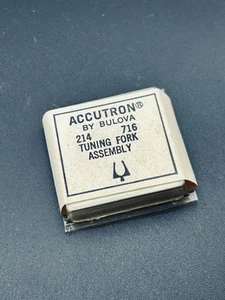 ACCUTRON®
BY BULOVA
214 716
TUNING FORK
ASSEMBLY